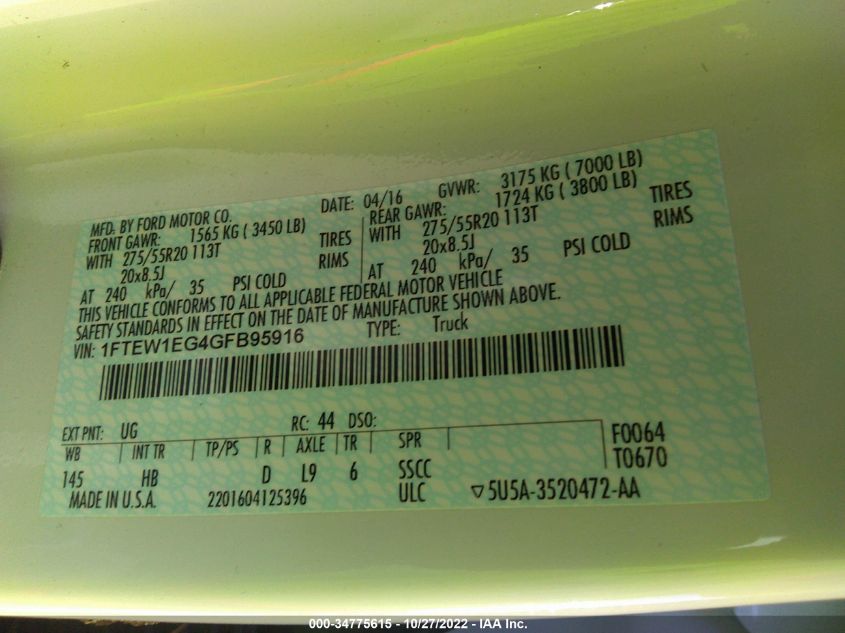 MFD. BY FORD MOTOR CO. DATE: 04/16 GVWR: 3175 KG ( 7000 LB)
FRONT GAWR: 1565 KG ( 3450 LB) REAR GAWR: 1724 KG ( 3800 LB)
WITH 275/55R20 113T TIRES WITH 275/55R20 113T TIRES
20x8.5J RIMS 20x8.5J RIMS
AT 240 kPa/ 35 PSI COLD AT 240 kPa/ 35 PSI COLD
THIS VEHICLE CONFORMS TO ALL APPLICABLE FEDERAL MOTOR VEHICLE
SAFETY STANDARDS IN EFFECT ON THE DATE OF MANUFACTURE SHOWN ABOVE.
VIN: 1FTEW1EG4GFB95916 TYPE: Truck
EXT PNT: UG RC: 44 DSO:
WB INT TR TP/PS R AXLE TR SPR F0064
145 HB D L9 6 SSCC T0670
MADE IN U.S.A. 2201604125396 ULC ▽5U5A-3520472-AA
000-34775615 - 10/27/2022 - IAA Inc.